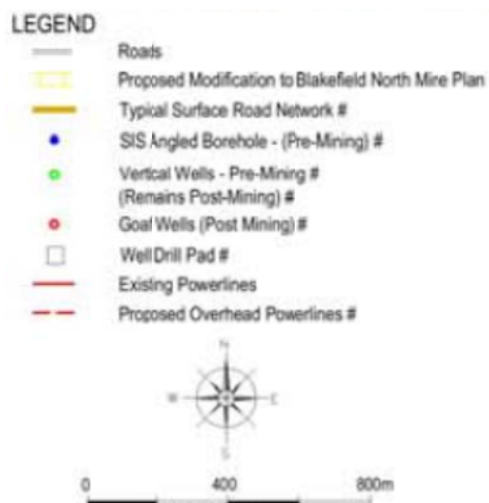 LEGEND
Roads
Proposed Modification to Blakefield North Mire Plan
Typical Surface Road Network #
SIS Angled Borehole - (Pre-Mining) #
Vertical Wells - Pre-Mining #
(Remains Post-Mining) #
Goaf Wells (Post Mining) #
Well Drill Pad #
Existing Powerlines
Proposed Overhead Powerlines #
N
W E
S
0 400 800m